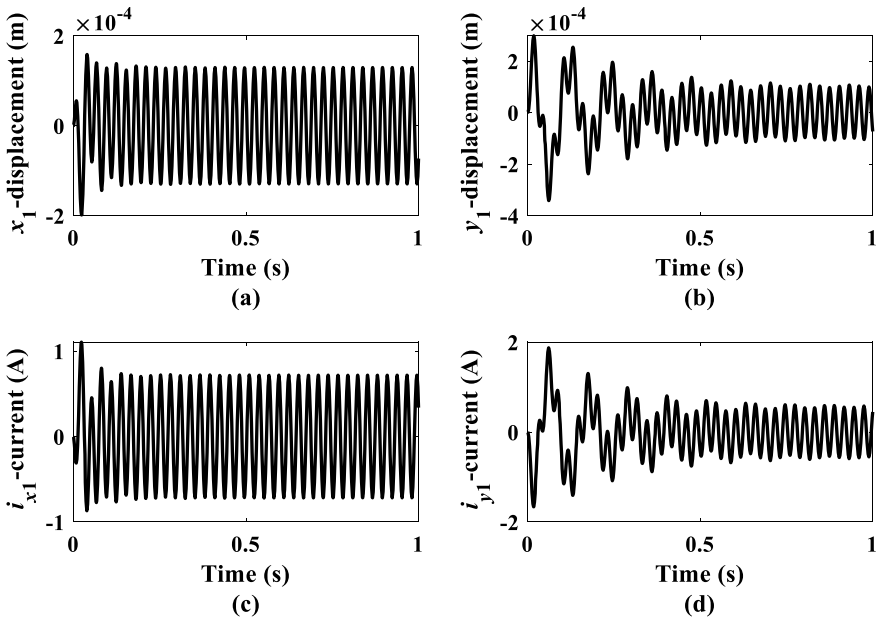 ×10⁻⁴
2
0
-2
0
0.5
1
x₁-displacement (m)
Time (s)
(a)
×10⁻⁴
2
0
-2
-4
0
0.5
1
y₁-displacement (m)
Time (s)
(b)
1
0
-1
0
0.5
1
iₓ₁-current (A)
Time (s)
(c)
2
0
-2
0
0.5
1
i_y1-current (A)
Time (s)
(d)